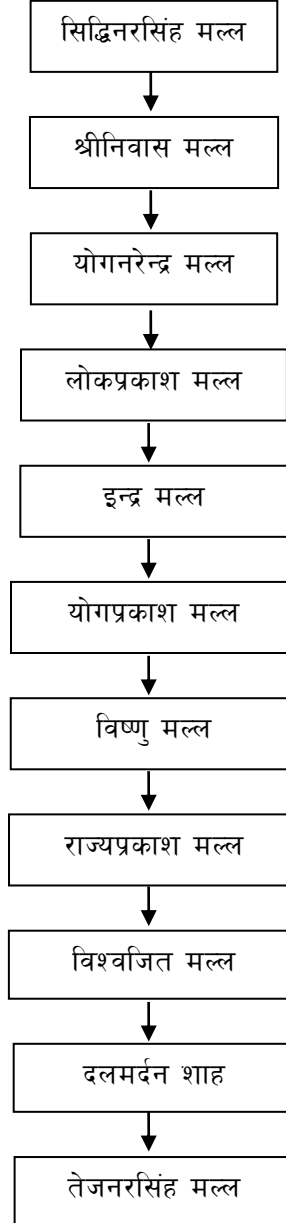 सिद्धिनरसिंह मल्ल
श्रीनिवास मल्ल
योगनरेन्द्र मल्ल
लोकप्रकाश मल्ल
इन्द्र मल्ल
योगप्रकाश मल्ल
विष्णु मल्ल
राज्यप्रकाश मल्ल
विश्वजित मल्ल
दलमर्दन शाह
तेजनरसिंह मल्ल